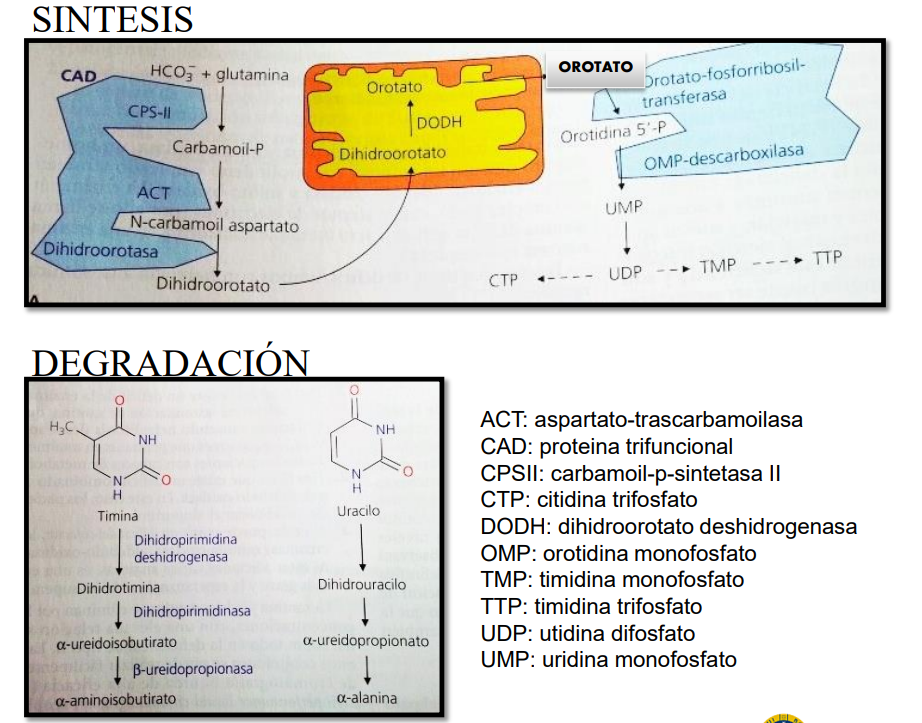 SINTESIS
CAD
HCO₃⁻ + glutamina
CPS-II
Carbamoil-P
ACT
N-carbamoil aspartato
Dihidroorotasa
Dihidroorotato
Orotato
DODH
Dihidroorotato
OROTATO
Orotato-fosforribosil-
transferasa
Orotidina 5'-P
OMP-descarboxilasa
UMP
CTP UDP TMP TTP
A
DEGRADACIÓN
O
H₃C
NH
N
H
O
Timina
Dihidropirimidina
deshidrogenasa
Dihidrotimina
Dihidropirimidinasa
α-ureidoisobutirato
β-ureidopropionasa
α-aminoisobutirato
O
NH
N
H
O
Uracilo
Dihidrouracilo
α-ureidopropionato
α-alanina
ACT: aspartato-trascarbamoilasa
CAD: proteina trifuncional
CPSII: carbamoil-p-sintetasa II
CTP: citidina trifosfato
DODH: dihidroorotato deshidrogenasa
OMP: orotidina monofosfato
TMP: timidina monofosfato
TTP: timidina trifosfato
UDP: utidina difosfato
UMP: uridina monofosfato